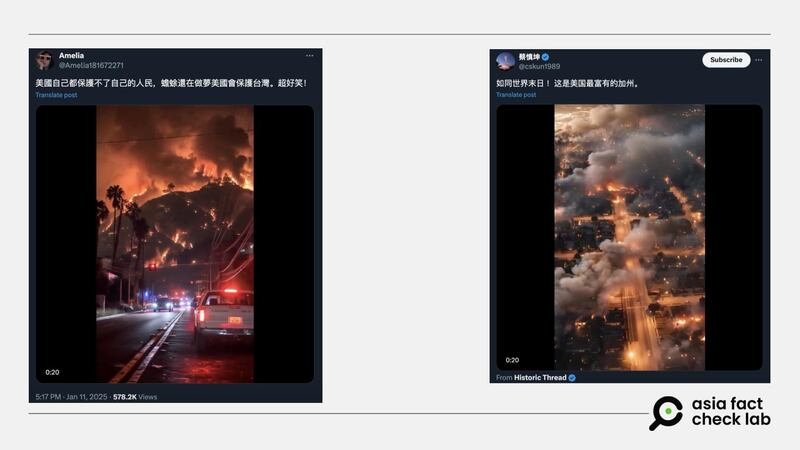 Amelia
@Amelia181672271
美國自己都保護不了自己的人民，蟾蜍還在做夢美國會保護台灣。超好笑！
Translate post
0:20
5:17 PM · Jan 11, 2025 · 578.2K Views
蔡慎坤
@cskun1989
Subscribe
如同世界末日！ 这是美国最富有的加州。
Translate post
0:20
From Historic Thread
asia fact
check lab